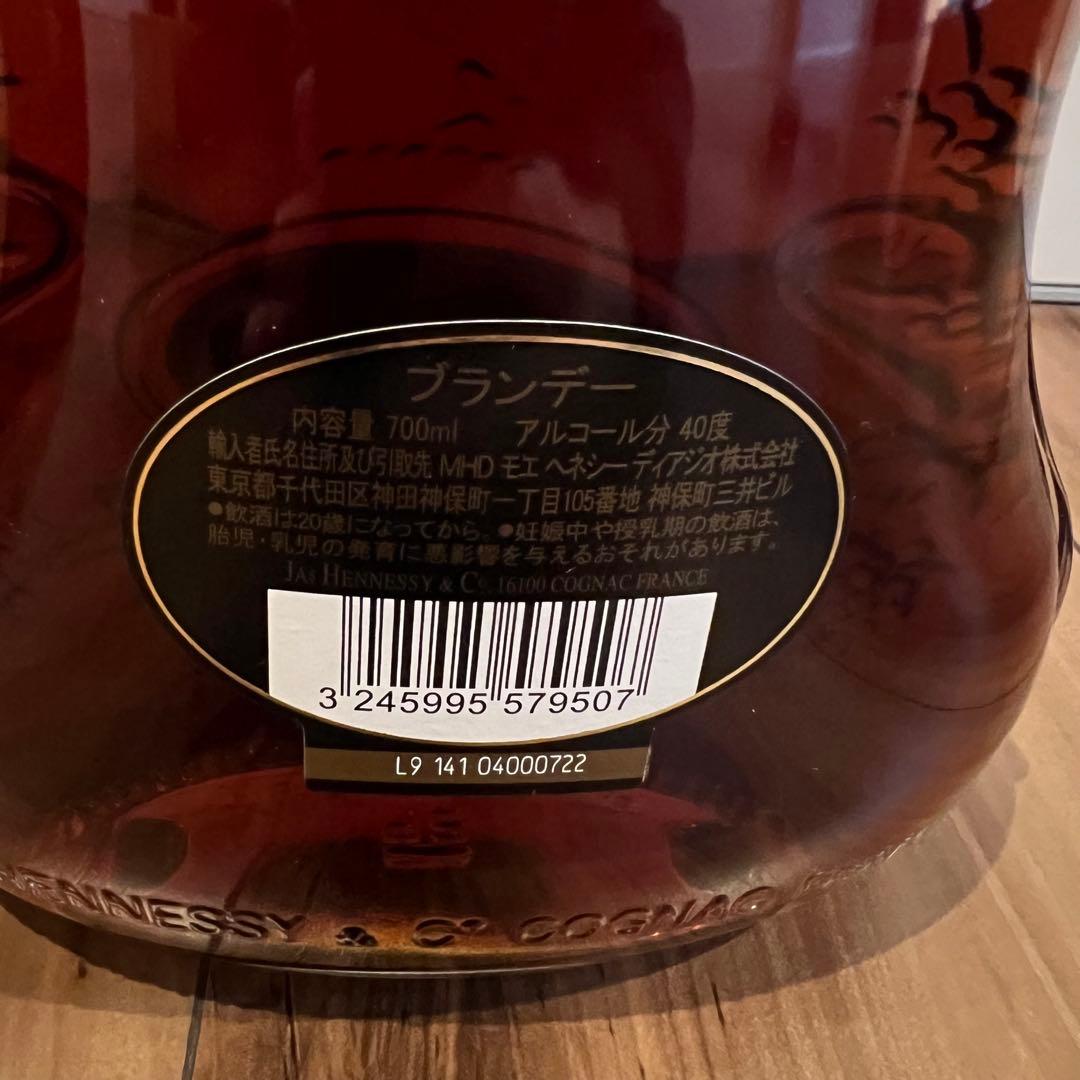 ブランデー
内容量 700ml アルコール分 40度
輸入者氏名住所及び引取先 MHD モエ ヘネシー ディアジオ株式会社
東京都千代田区神田神保町一丁目105番地 神保町三井ビル
●飲酒は20歳になってから。●妊娠中や授乳期の飲酒は、
胎児・乳児の発育に悪影響を与えるおそれがあります。
JAS HENNESSY & Cº. 16100 COGNAC FRANCE
3 245995 579507
L9 141 04000722
HENNESSY & Cº COGNAC